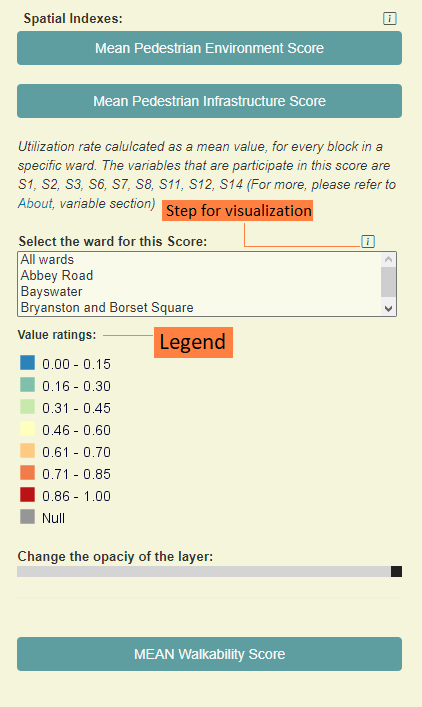 Spatial Indexes:
i
Mean Pedestrian Environment Score
Mean Pedestrian Infrastructure Score
Utilization rate calulcated as a mean value, for every block in a
specific ward. The variables that are participate in this score are
S1, S2, S3, S6, S7, S8, S11, S12, S14 (For more, please refer to
About, variable section)
Step for visualization
Select the ward for this Score:
i
All wards
Abbey Road
Bayswater
Bryanston and Borset Square
Value ratings:
Legend
0.00 - 0.15
0.16 - 0.30
0.31 - 0.45
0.46 - 0.60
0.61 - 0.70
0.71 - 0.85
0.86 - 1.00
Null
Change the opaciy of the layer:
MEAN Walkability Score